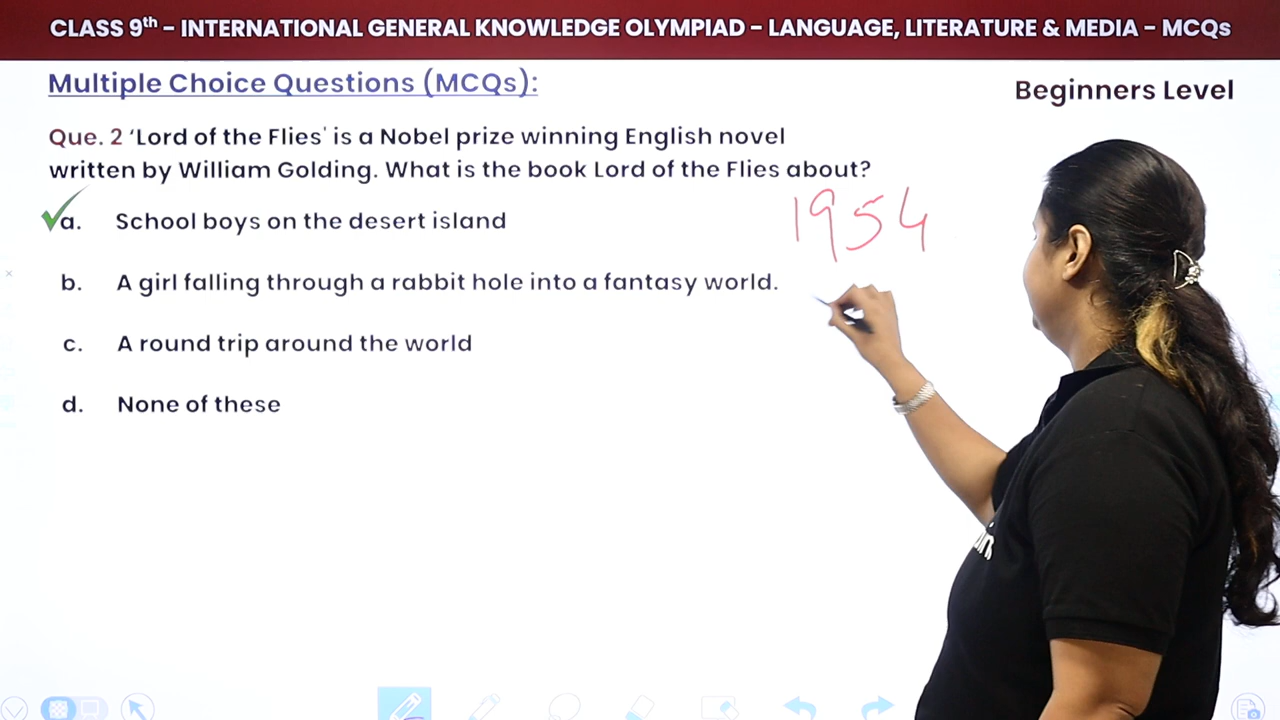 CLASS 9th – INTERNATIONAL GENERAL KNOWLEDGE OLYMPIAD – LANGUAGE, LITERATURE & MEDIA – MCQs
Multiple Choice Questions (MCQs):
Beginners Level
Que. 2 ‘Lord of the Flies' is a Nobel prize winning English novel
written by William Golding. What is the book Lord of the Flies about?
1954
a. School boys on the desert island
b. A girl falling through a rabbit hole into a fantasy world.
c. A round trip around the world
d. None of these